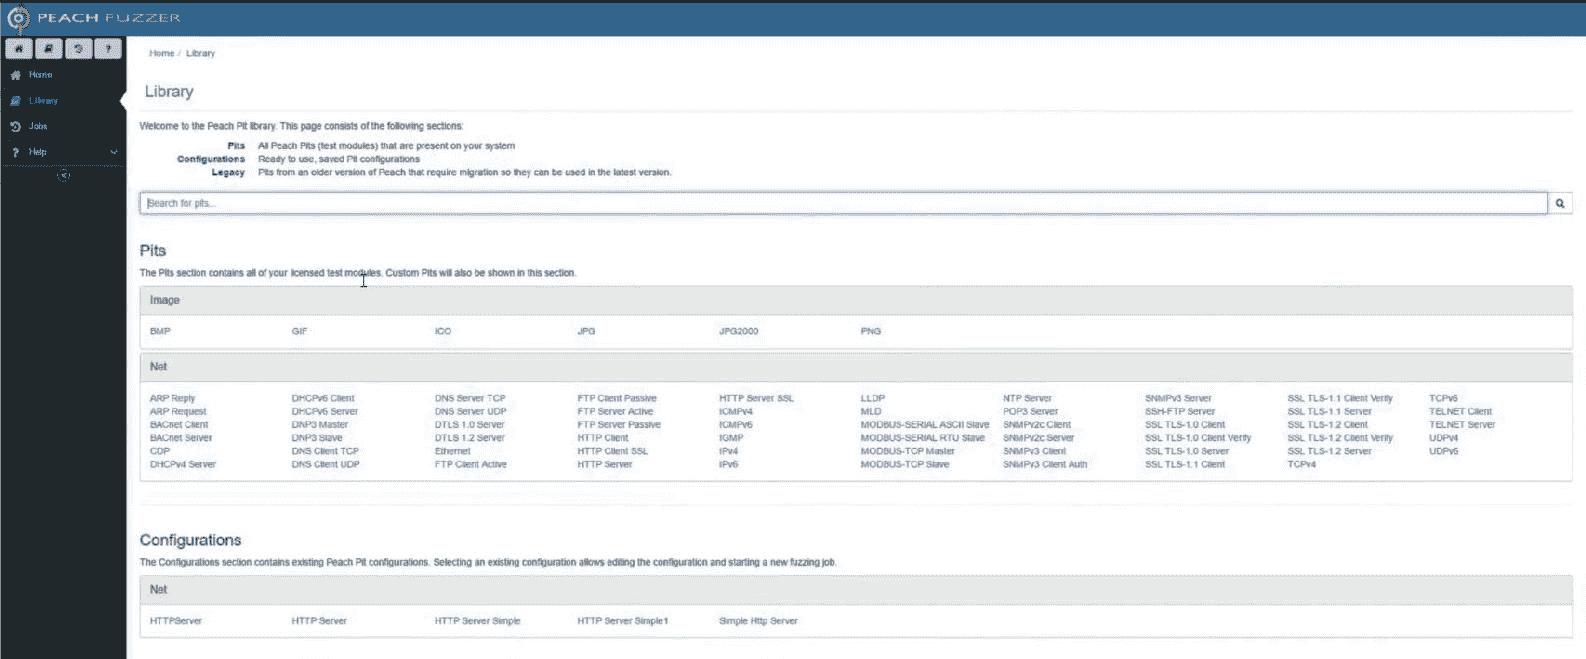 PEACH FUZZER
Home / Library
Home
Library
Jobs
? Help
Library
Welcome to the Peach Pit library. This page consists of the following sections:
Pits All Peach Pits (test modules) that are present on your system
Configurations Ready to use, saved Pit configurations
Legacy Pits from an older version of Peach that require migration so they can be used in the latest version.
Search for pits...
Pits
The Pits section contains all of your licensed test modules. Custom Pits will also be shown in this section.
Image
BMP GIF ICO JPG JPG2000 PNG
Net
ARP Reply DHCPv6 Client DNS Server TCP FTP Client Passive HTTP Server SSL LLDP NTP Server SNMPv3 Server SSL TLS-1.1 Client Verify TCPv6
ARP Request DHCPv6 Server DNS Server UDP FTP Server Active ICMPv4 MLD POP3 Server SSH-FTP Server SSL TLS-1.1 Server TELNET Client
BACnet Client DNP3 Master DTLS 1.0 Server FTP Server Passive ICMPv6 MODBUS-SERIAL ASCII Slave SNMPv2c Client SSL TLS-1.0 Client SSL TLS-1.2 Client TELNET Server
BACnet Server DNP3 Slave DTLS 1.2 Server HTTP Client IGMP MODBUS-SERIAL RTU Slave SNMPv2c Server SSL TLS-1.0 Client Verify SSL TLS-1.2 Client Verify UDPv4
CDP DNS Client TCP Ethernet HTTP Client SSL IPv4 MODBUS-TCP Master SNMPv3 Client SSL TLS-1.0 Server SSL TLS-1.2 Server UDPv6
DHCPv4 Server DNS Client UDP FTP Client Active HTTP Server IPv6 MODBUS-TCP Slave SNMPv3 Client Auth SSL TLS-1.1 Client TCPv4
Configurations
The Configurations section contains existing Peach Pit configurations. Selecting an existing configuration allows editing the configuration and starting a new fuzzing job.
Net
HTTPServer HTTP Server HTTP Server Simple HTTP Server Simple1 Simple Http Server